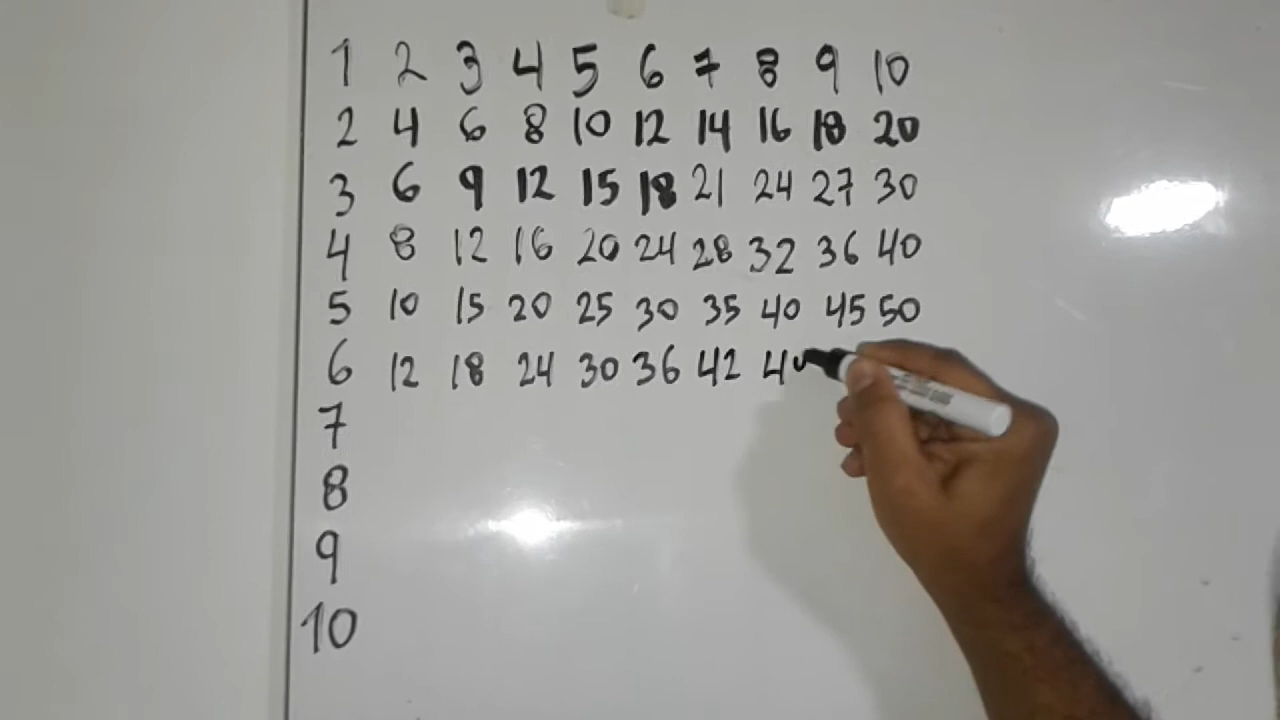 1 2 3 4 5 6 7 8 9 10
2 4 6 8 10 12 14 16 18 20
3 6 9 12 15 18 21 24 27 30
4 8 12 16 20 24 28 32 36 40
5 10 15 20 25 30 35 40 45 50
6 12 18 24 30 36 42 4
7
8
9
10